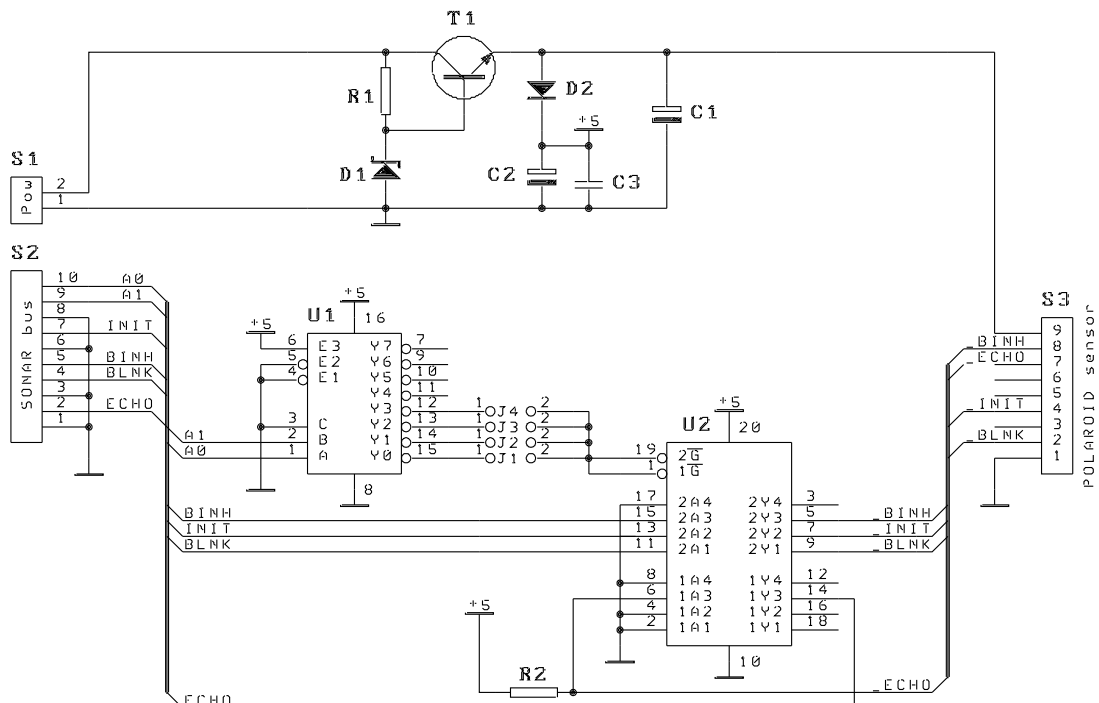 T1
R1
D2
C1
+5
S1
D1
C2
C3
Pow
2
1
S2
SONAR bus
10 A0
9 A1
8
7 INIT
6
5 BINH
4 BLNK
3
2 ECHO
1
A1
A0
U1
+5
16
+5
6 E3 Y7 7
5 E2 Y6 9
4 E1 Y5 10
Y4 11
Y3 12 1 J4 2
3 C Y2 13 1 J3 2
2 B Y1 14 1 J2 2
1 A Y0 15 1 J1 2
8
U2
+5
20
19 2G
1 1G
17 2A4 2Y4 3
BINH 15 2A3 2Y3 5 _BINH
INIT 13 2A2 2Y2 7 _INIT
BLNK 11 2A1 2Y1 9 _BLNK
8 1A4 1Y4 12
6 1A3 1Y3 14
4 1A2 1Y2 16
2 1A1 1Y1 18
10
+5
R2
_ECHO
ECHO
S3
POLAROID sensor
9
_BINH 8
_ECHO 7
6
5
_INIT 4
3
_BLNK 2
1